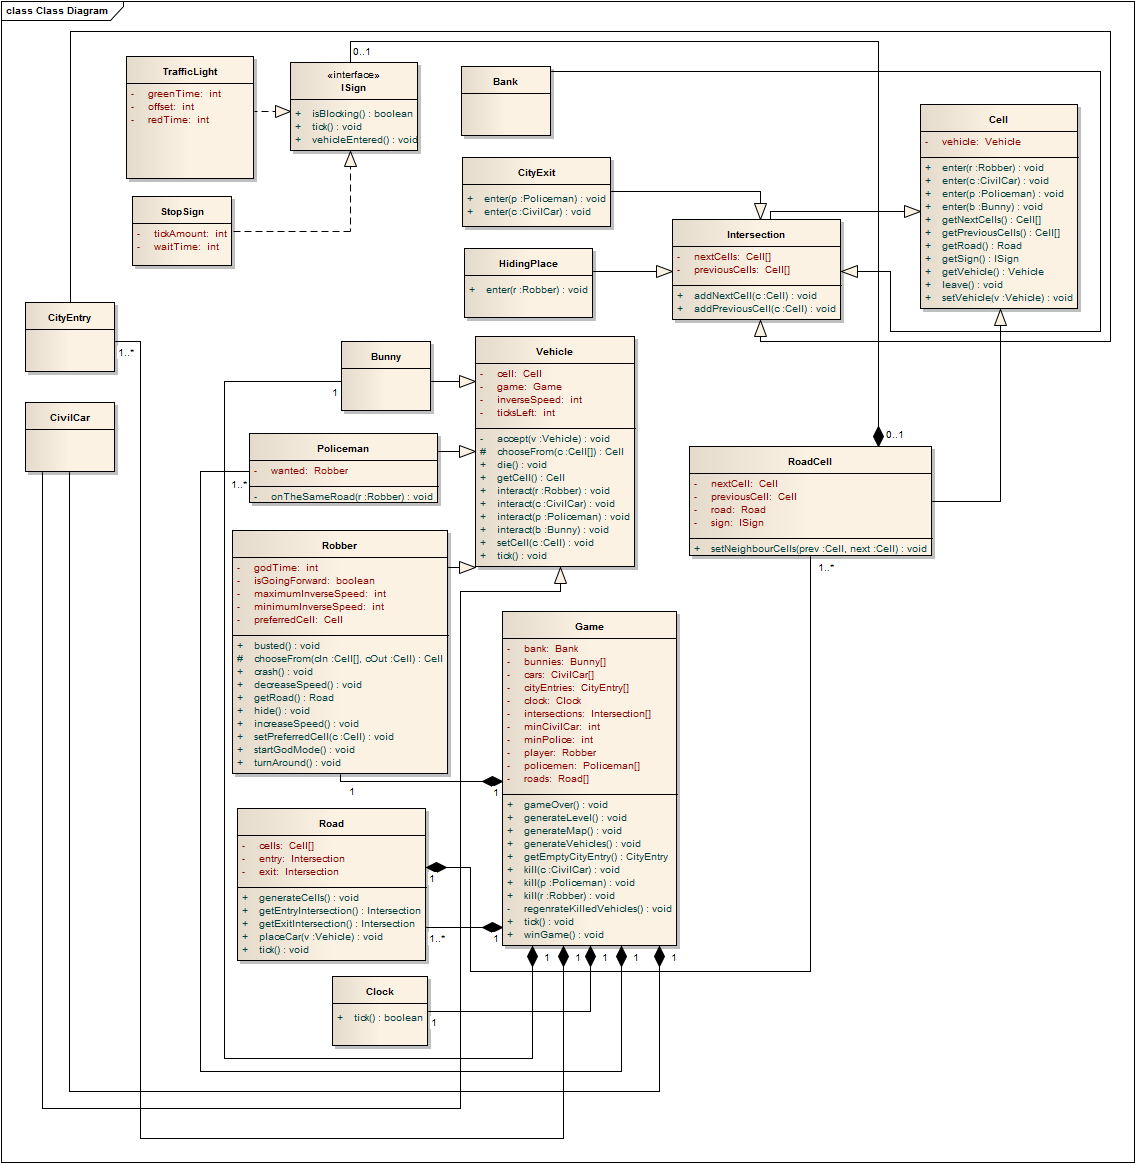 class Class Diagram
TrafficLight
- greenTime: int
- offset: int
- redTime: int
«interface»
ISign
+ isBlocking() : boolean
+ tick() : void
+ vehicleEntered() : void
0..1
Bank
Cell
- vehicle: Vehicle
+ enter(r :Robber) : void
+ enter(c :CivilCar) : void
+ enter(p :Policeman) : void
+ enter(b :Bunny) : void
+ getNextCells() : Cell[]
+ getPreviousCells() : Cell[]
+ getRoad() : Road
+ getSign() : ISign
+ getVehicle() : Vehicle
+ leave() : void
+ setVehicle(v :Vehicle) : void
CityExit
+ enter(p :Policeman) : void
+ enter(c :CivilCar) : void
StopSign
- tickAmount: int
- waitTime: int
Intersection
- nextCells: Cell[]
- previousCells: Cell[]
+ addNextCell(c :Cell) : void
+ addPreviousCell(c :Cell) : void
HidingPlace
+ enter(r :Robber) : void
CityEntry
1..*
Bunny
1
Vehicle
- cell: Cell
- game: Game
- inverseSpeed: int
- ticksLeft: int
- accept(v :Vehicle) : void
# chooseFrom(c :Cell[]) : Cell
+ die() : void
+ getCell() : Cell
+ interact(r :Robber) : void
+ interact(c :CivilCar) : void
+ interact(p :Policeman) : void
+ interact(b :Bunny) : void
+ setCell(c :Cell) : void
+ tick() : void
CivilCar
Policeman
- wanted: Robber
- onTheSameRoad(r :Robber) : void
1..*
0..1
RoadCell
- nextCell: Cell
- previousCell: Cell
- road: Road
- sign: ISign
+ setNeighbourCells(prev :Cell, next :Cell) : void
1..*
Robber
- godTime: int
- isGoingForward: boolean
- maximumInverseSpeed: int
- minimumInverseSpeed: int
- preferredCell: Cell
+ busted() : void
# chooseFrom(cIn :Cell[], cOut :Cell) : Cell
+ crash() : void
+ decreaseSpeed() : void
+ getRoad() : Road
+ hide() : void
+ increaseSpeed() : void
+ setPreferredCell(c :Cell) : void
+ startGodMode() : void
+ turnAround() : void
1
1
Game
- bank: Bank
- bunnies: Bunny[]
- cars: CivilCar[]
- cityEntries: CityEntry[]
- clock: Clock
- intersections: Intersection[]
- minCivilCar: int
- minPolice: int
- player: Robber
- policemen: Policeman[]
- roads: Road[]
+ gameOver() : void
+ generateLevel() : void
+ generateMap() : void
+ generateVehicles() : void
+ getEmptyCityEntry() : CityEntry
+ kill(c :CivilCar) : void
+ kill(p :Policeman) : void
+ kill(r :Robber) : void
- regenrateKilledVehicles() : void
+ tick() : void
+ winGame() : void
Road
- cells: Cell[]
- entry: Intersection
- exit: Intersection
+ generateCells() : void
+ getEntryIntersection() : Intersection
+ getExitIntersection() : Intersection
+ placeCar(v :Vehicle) : void
+ tick() : void
1
1..*
1
1 1 1 1 1
Clock
+ tick() : boolean
1